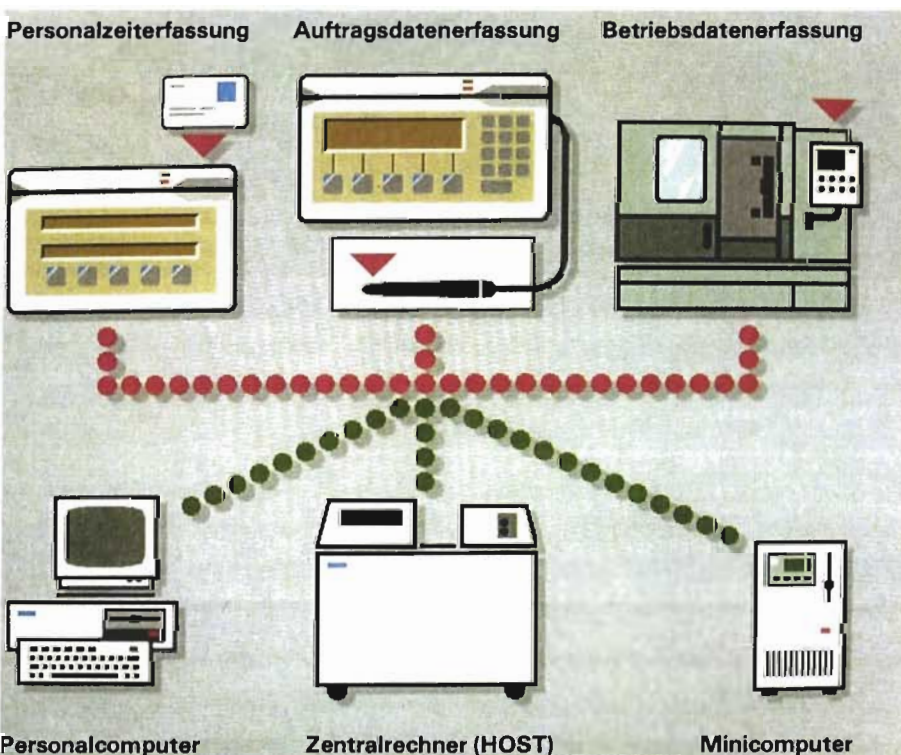 Personalzeiterfassung
Auftragsdatenerfassung
Betriebsdatenerfassung
Personalcomputer
Zentralrechner (HOST)
Minicomputer